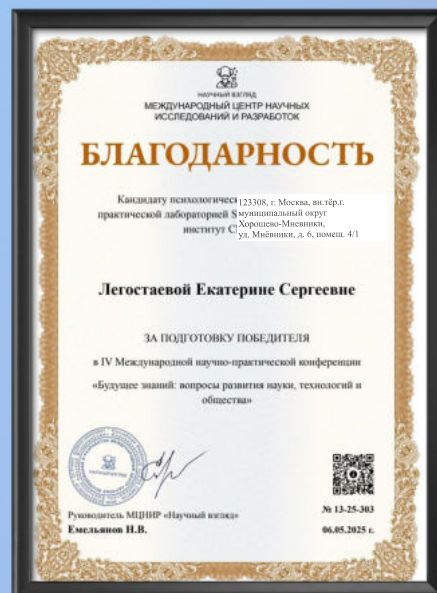 НАУЧНЫЙ ВЗГЛЯД
МЕЖДУНАРОДНЫЙ ЦЕНТР НАУЧНЫХ
ИССЛЕДОВАНИЙ И РАЗРАБОТОК
БЛАГОДАРНОСТЬ
Кандидату психологичес
практической лабораторией S
институт С
123308, г. Москва, вн.тёр.г.
муниципальный округ
Хорошево-Мневники,
ул. Мнёвники, д. 6, помещ. 4/1
Легостаевой Екатерине Сергеевне
ЗА ПОДГОТОВКУ ПОБЕДИТЕЛЯ
в IV Международной научно-практической конференции
«Будущее знаний: вопросы развития науки, технологий и
общества»
Руководитель МЦНИР «Научный взгляд»
Емельянов Н.В.
№ 13-25-303
06.05.2025 г.